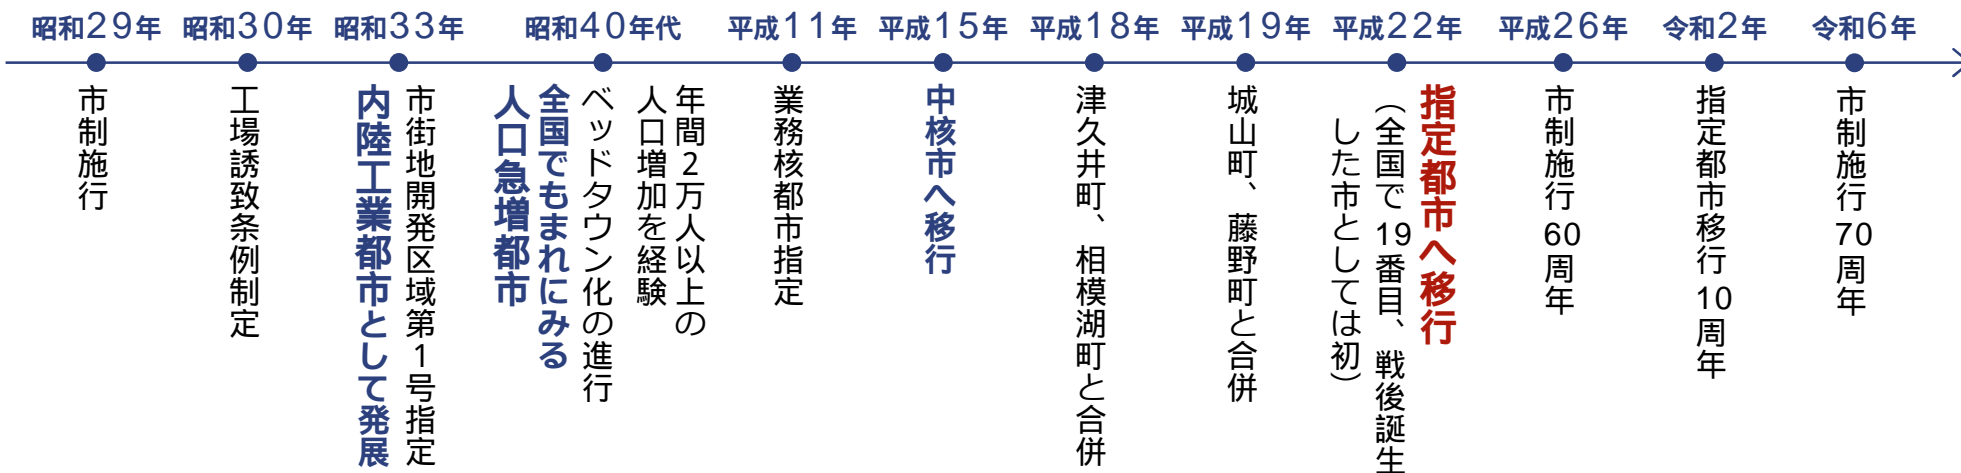 昭和29年
市制施行
昭和30年
工場誘致条例制定
昭和33年
市街地開発区域第1号指定
内陸工業都市として発展
昭和40年代
年間2万人以上の
人口増加を経験
ベッドタウン化の進行
全国でもまれにみる
人口急増都市
平成11年
業務核都市指定
平成15年
中核市へ移行
平成18年
津久井町、相模湖町と合併
平成19年
城山町、藤野町と合併
平成22年
指定都市へ移行
（全国で19番目、戦後誕生
した市としては初）
平成26年
市制施行60周年
令和2年
指定都市移行10周年
令和6年
市制施行70周年